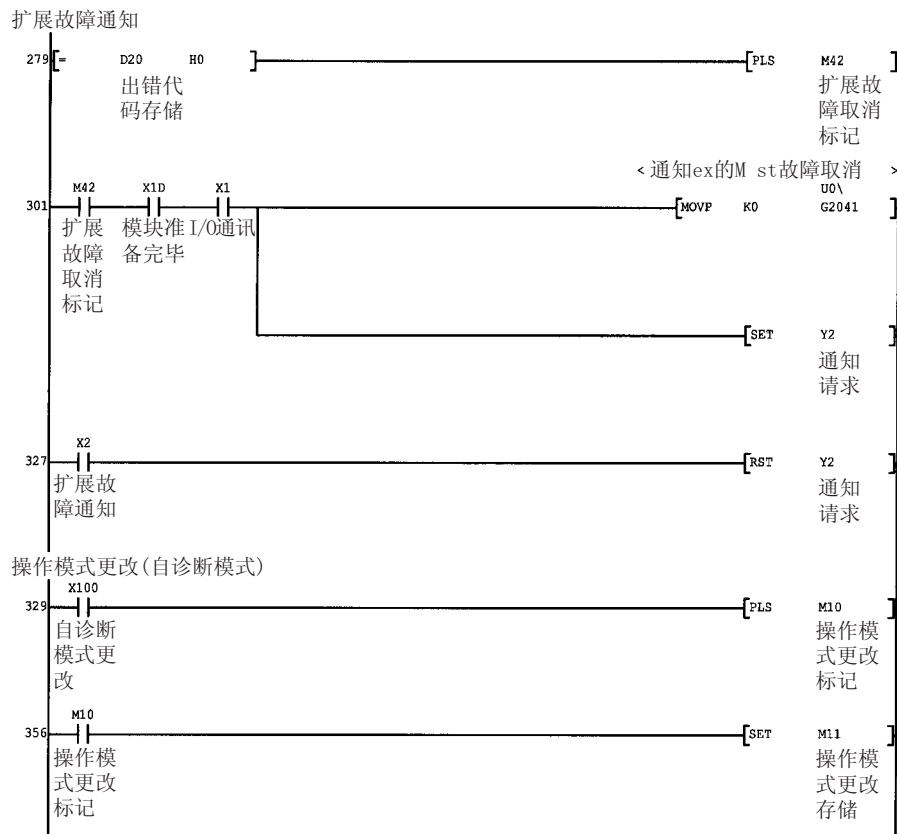 扩展故障通知
279 = D20 H0 PLS M42
出错代
码存储
扩展故
障取消
标记
<通知ex的M st故障取消 >
M42 X1D X1 U0\
301 MOVP K0 G2041
扩展
故障
取消
标记
模块准
备完毕
I/O通讯
SET Y2
通知
请求
X2
327 RST Y2
扩展故
障通知
通知
请求
操作模式更改(自诊断模式)
X100
329 PLS M10
自诊断
模式更
改
操作模
式更改
标记
M10
356 SET M11
操作模
式更改
标记
操作模
式更改
存储